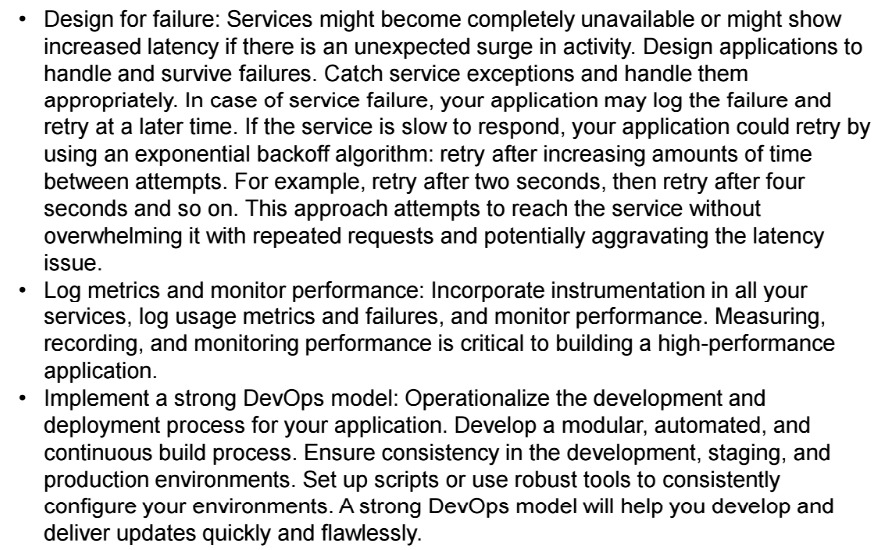 • Design for failure: Services might become completely unavailable or might show
increased latency if there is an unexpected surge in activity. Design applications to
handle and survive failures. Catch service exceptions and handle them
appropriately. In case of service failure, your application may log the failure and
retry at a later time. If the service is slow to respond, your application could retry by
using an exponential backoff algorithm: retry after increasing amounts of time
between attempts. For example, retry after two seconds, then retry after four
seconds and so on. This approach attempts to reach the service without
overwhelming it with repeated requests and potentially aggravating the latency
issue.
• Log metrics and monitor performance: Incorporate instrumentation in all your
services, log usage metrics and failures, and monitor performance. Measuring,
recording, and monitoring performance is critical to building a high-performance
application.
• Implement a strong DevOps model: Operationalize the development and
deployment process for your application. Develop a modular, automated, and
continuous build process. Ensure consistency in the development, staging, and
production environments. Set up scripts or use robust tools to consistently
configure your environments. A strong DevOps model will help you develop and
deliver updates quickly and flawlessly.